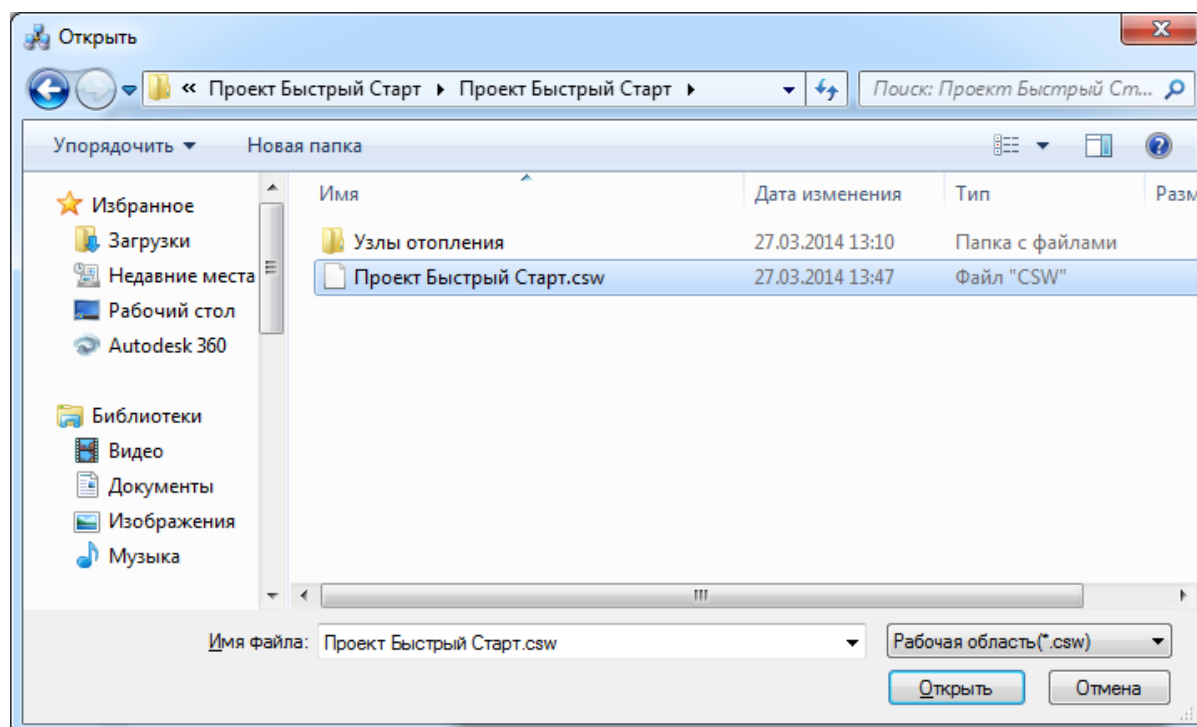 Открыть
« Проект Быстрый Старт Проект Быстрый Старт
Поиск: Проект Быстрый Ст...
Упорядочить Новая папка
Избранное
Загрузки
Недавние места
Рабочий стол
Autodesk 360
Библиотеки
Видео
Документы
Изображения
Музыка
Имя Дата изменения Тип Разм
Узлы отопления 27.03.2014 13:10 Папка с файлами
Проект Быстрый Старт.csw 27.03.2014 13:47 Файл "CSW"
Имя файла: Проект Быстрый Старт.csw Рабочая область(*.csw)
Открыть Отмена